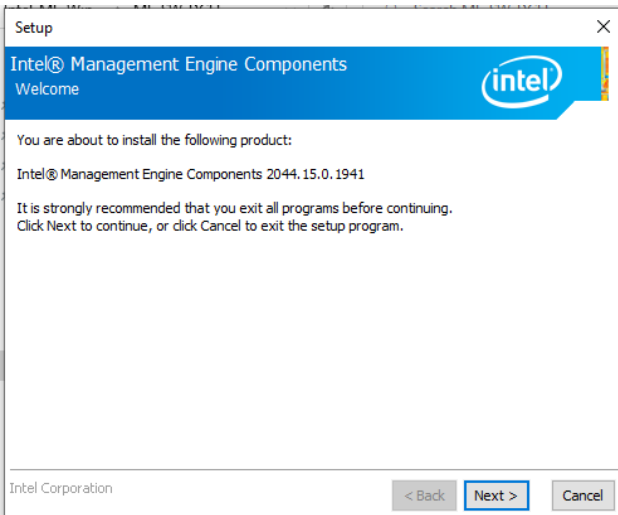 Setup
Intel® Management Engine Components
Welcome
intel
You are about to install the following product:
Intel® Management Engine Components 2044.15.0.1941
It is strongly recommended that you exit all programs before continuing.
Click Next to continue, or click Cancel to exit the setup program.
Intel Corporation
< Back
Next >
Cancel